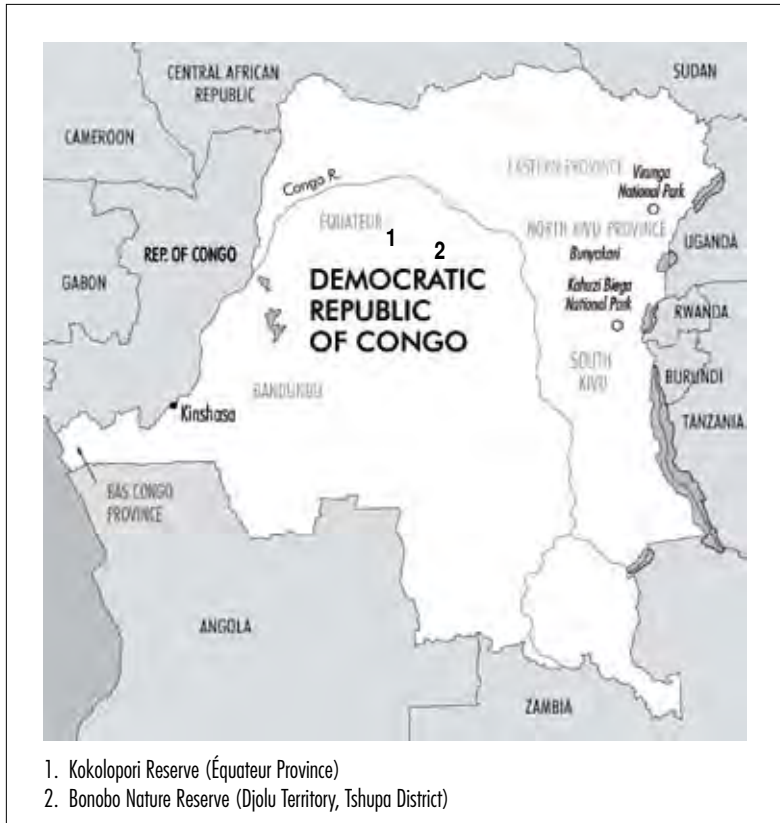 SUDAN
CENTRAL AFRICAN
REPUBLIC
CAMEROON
EASTERN PROVINCE
Virunga
National Park
Congo R.
ÉQUATEUR
1
2
NORTH KIVU PROVINCE
Bunyakiri
UGANDA
REP. OF CONGO
GABON
DEMOCRATIC
REPUBLIC
OF CONGO
Kahuzi Biega
National Park
RWANDA
SOUTH
KIVU
BURUNDI
BANDUNDU
TANZANIA
Kinshasa
BAS CONGO
PROVINCE
ANGOLA
ZAMBIA
1. Kokolopori Reserve (Équateur Province)
2. Bonobo Nature Reserve (Djolu Territory, Tshupa District)